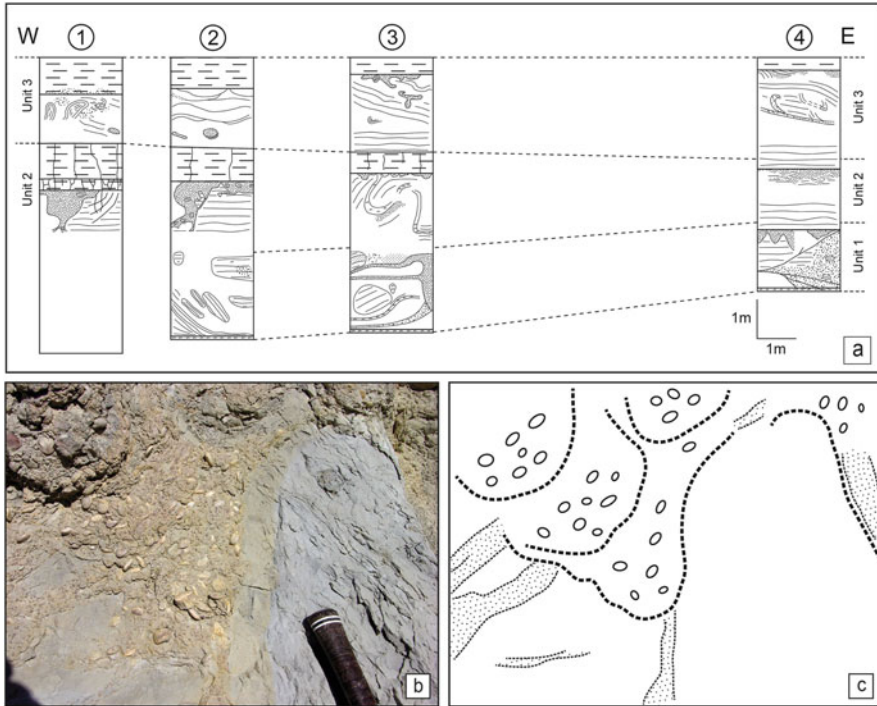 W ① ② ③ ④ E
Unit 3
Unit 2
Unit 3
Unit 2
Unit 1
1m
1m
a
b
c